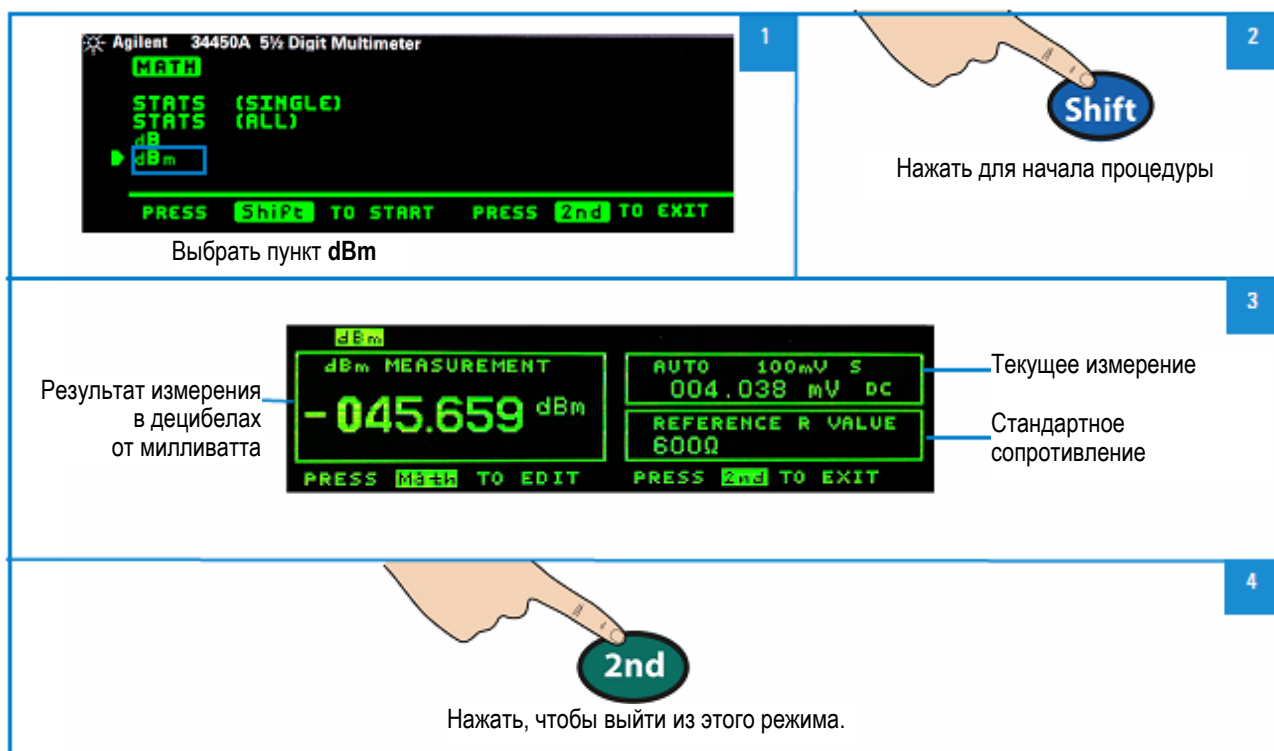 Agilent 34450A 5½ Digit Multimeter
1
MATH
STATS (SINGLE)
STATS (ALL)
dB
dBm
PRESS Shift TO START PRESS 2nd TO EXIT
Выбрать пункт dBm
2
Shift
Нажать для начала процедуры
3
dBm
dBm MEASUREMENT
-045.659 dBm
AUTO 100mV S
004.038 mV DC
REFERENCE R VALUE
600Ω
PRESS Math TO EDIT PRESS 2nd TO EXIT
Результат измерения
в децибелах
от милливатта
Текущее измерение
Стандартное
сопротивление
4
2nd
Нажать, чтобы выйти из этого режима.